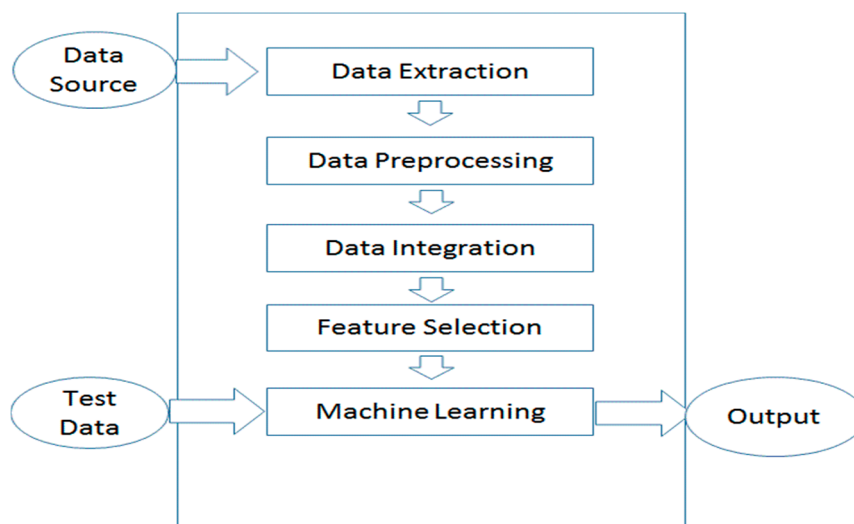 Data
Source
Data Extraction
Data Preprocessing
Data Integration
Feature Selection
Test
Data
Machine Learning
Output